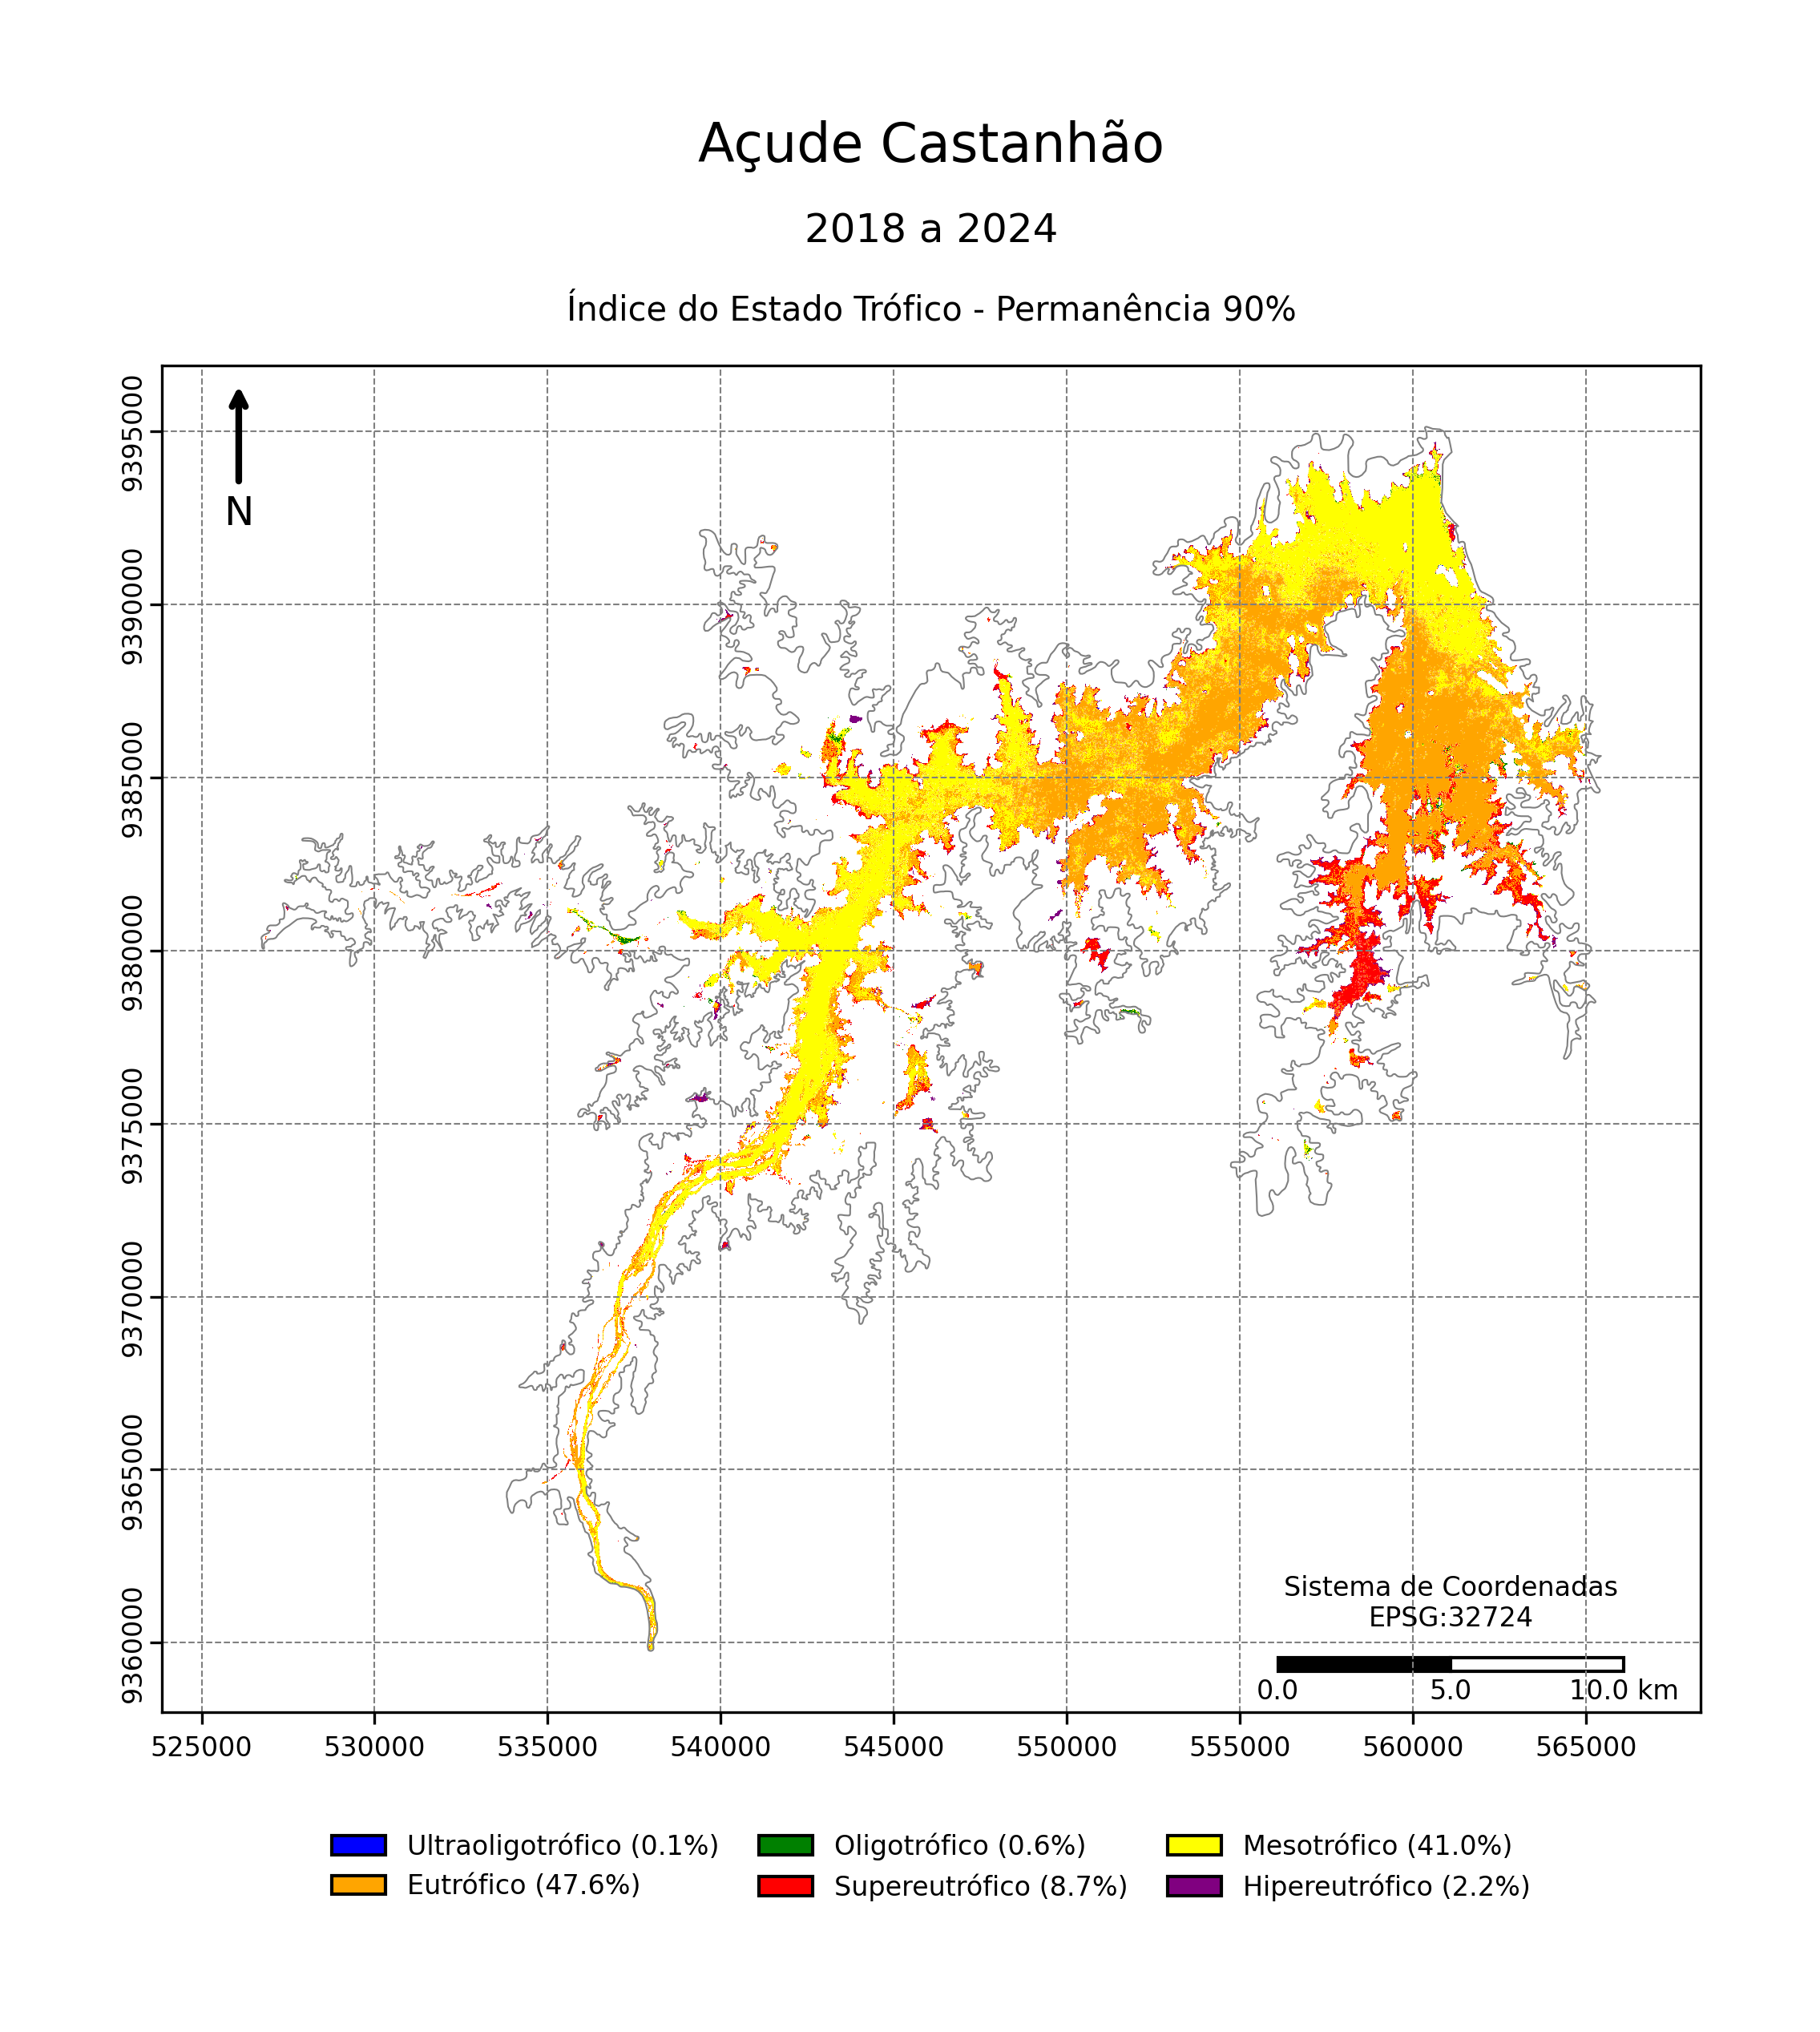 Açude Castanhão
2018 a 2024
Índice do Estado Trófico - Permanência 90%
N
9395000
9390000
9385000
9380000
9375000
9370000
9365000
9360000
Sistema de Coordenadas
EPSG:32724
0.0 5.0 10.0 km
525000 530000 535000 540000 545000 550000 555000 560000 565000
Ultraoligotrófico (0.1%) Oligotrófico (0.6%) Mesotrófico (41.0%)
Eutrófico (47.6%) Supereutrófico (8.7%) Hipereutrófico (2.2%)